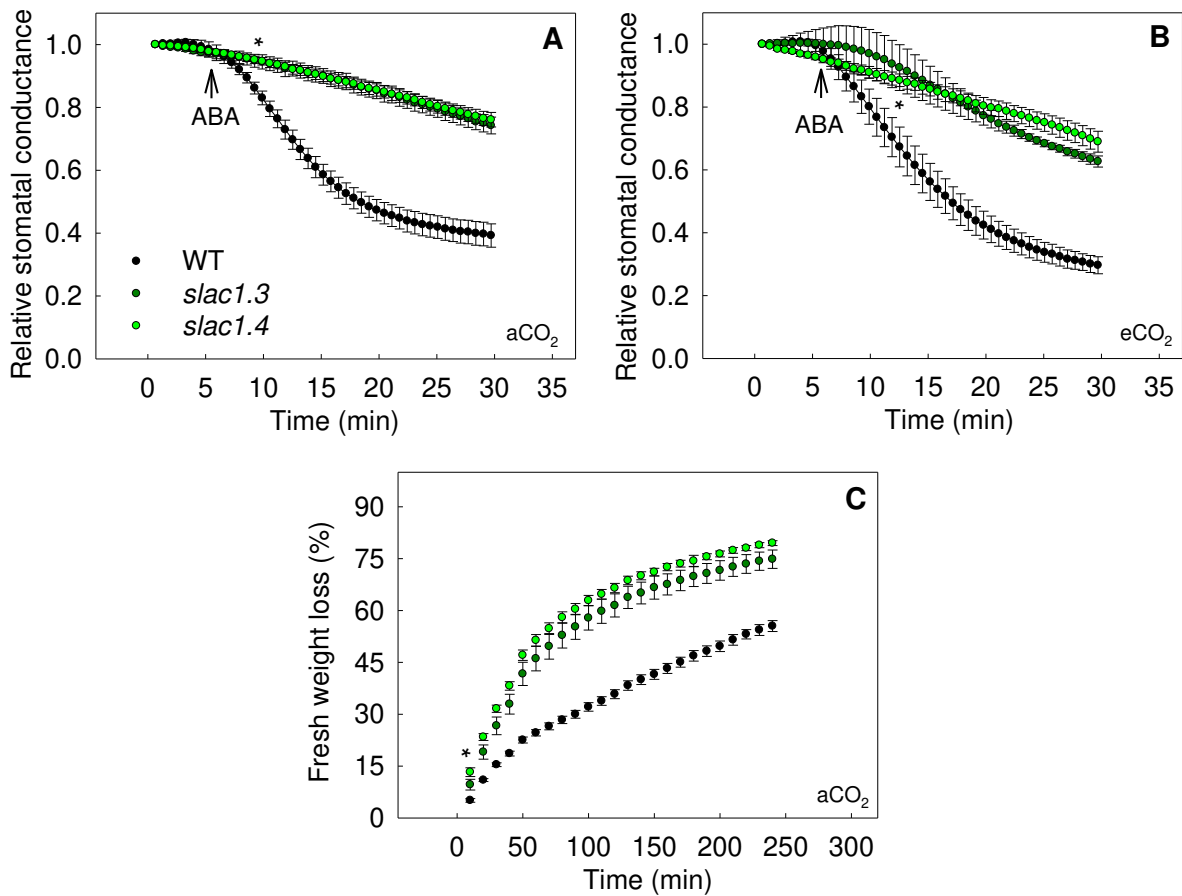 A
Relative stomatal conductance
1.0
0.8
0.6
0.4
0.2
0.0
*
ABA
WT
slac1.3
slac1.4
aCO₂
0 5 10 15 20 25 30 35
Time (min)
B
Relative stomatal conductance
1.0
0.8
0.6
0.4
0.2
0.0
ABA
*
eCO₂
0 5 10 15 20 25 30 35
Time (min)
C
Fresh weight loss (%)
90
75
60
45
30
15
0
*
aCO₂
0 50 100 150 200 250 300
Time (min)